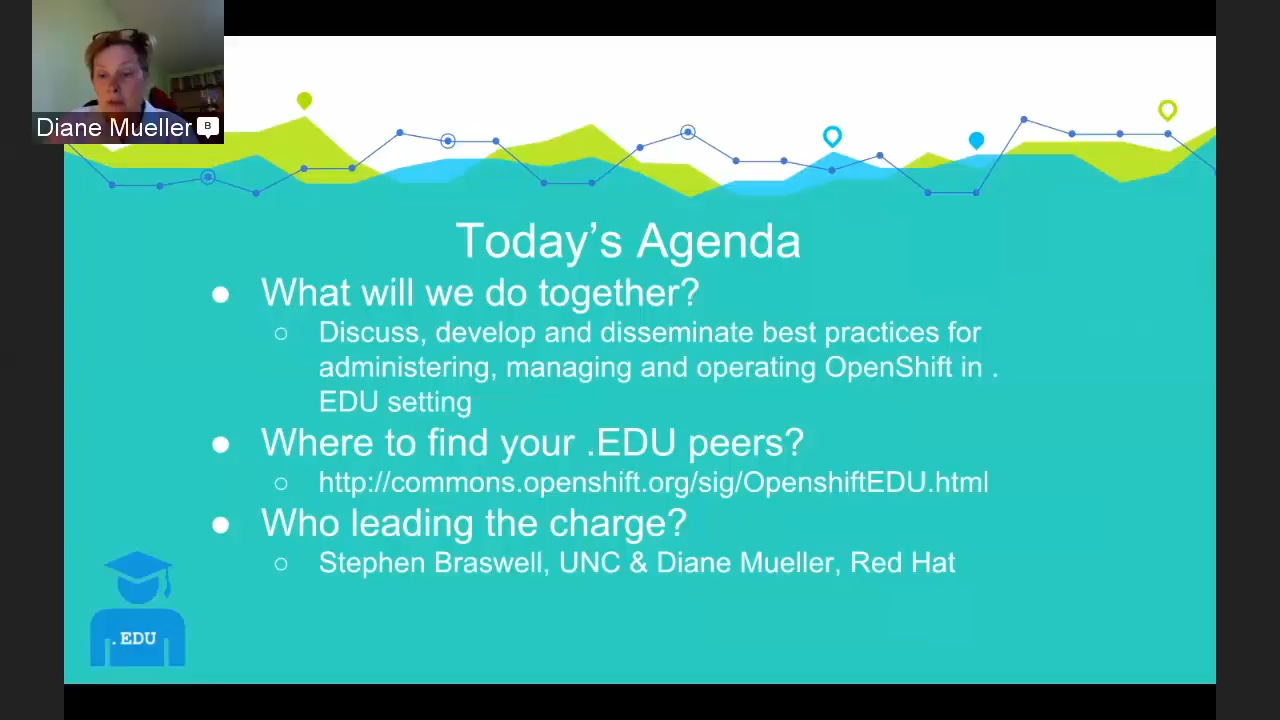 Diane Mueller B
Today’s Agenda
● What will we do together?
○ Discuss, develop and disseminate best practices for
administering, managing and operating OpenShift in .
EDU setting
● Where to find your .EDU peers?
○ http://commons.openshift.org/sig/OpenshiftEDU.html
● Who leading the charge?
○ Stephen Braswell, UNC & Diane Mueller, Red Hat
.EDU